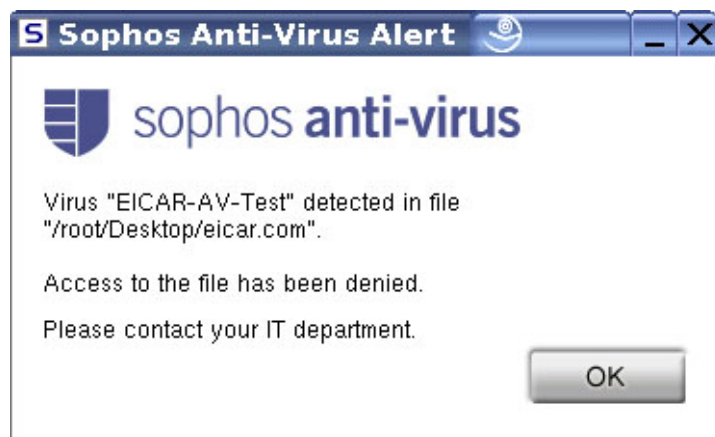 S Sophos Anti-Virus Alert
sophos anti-virus
Virus "EICAR-AV-Test" detected in file
"/root/Desktop/eicar.com".
Access to the file has been denied.
Please contact your IT department.
OK